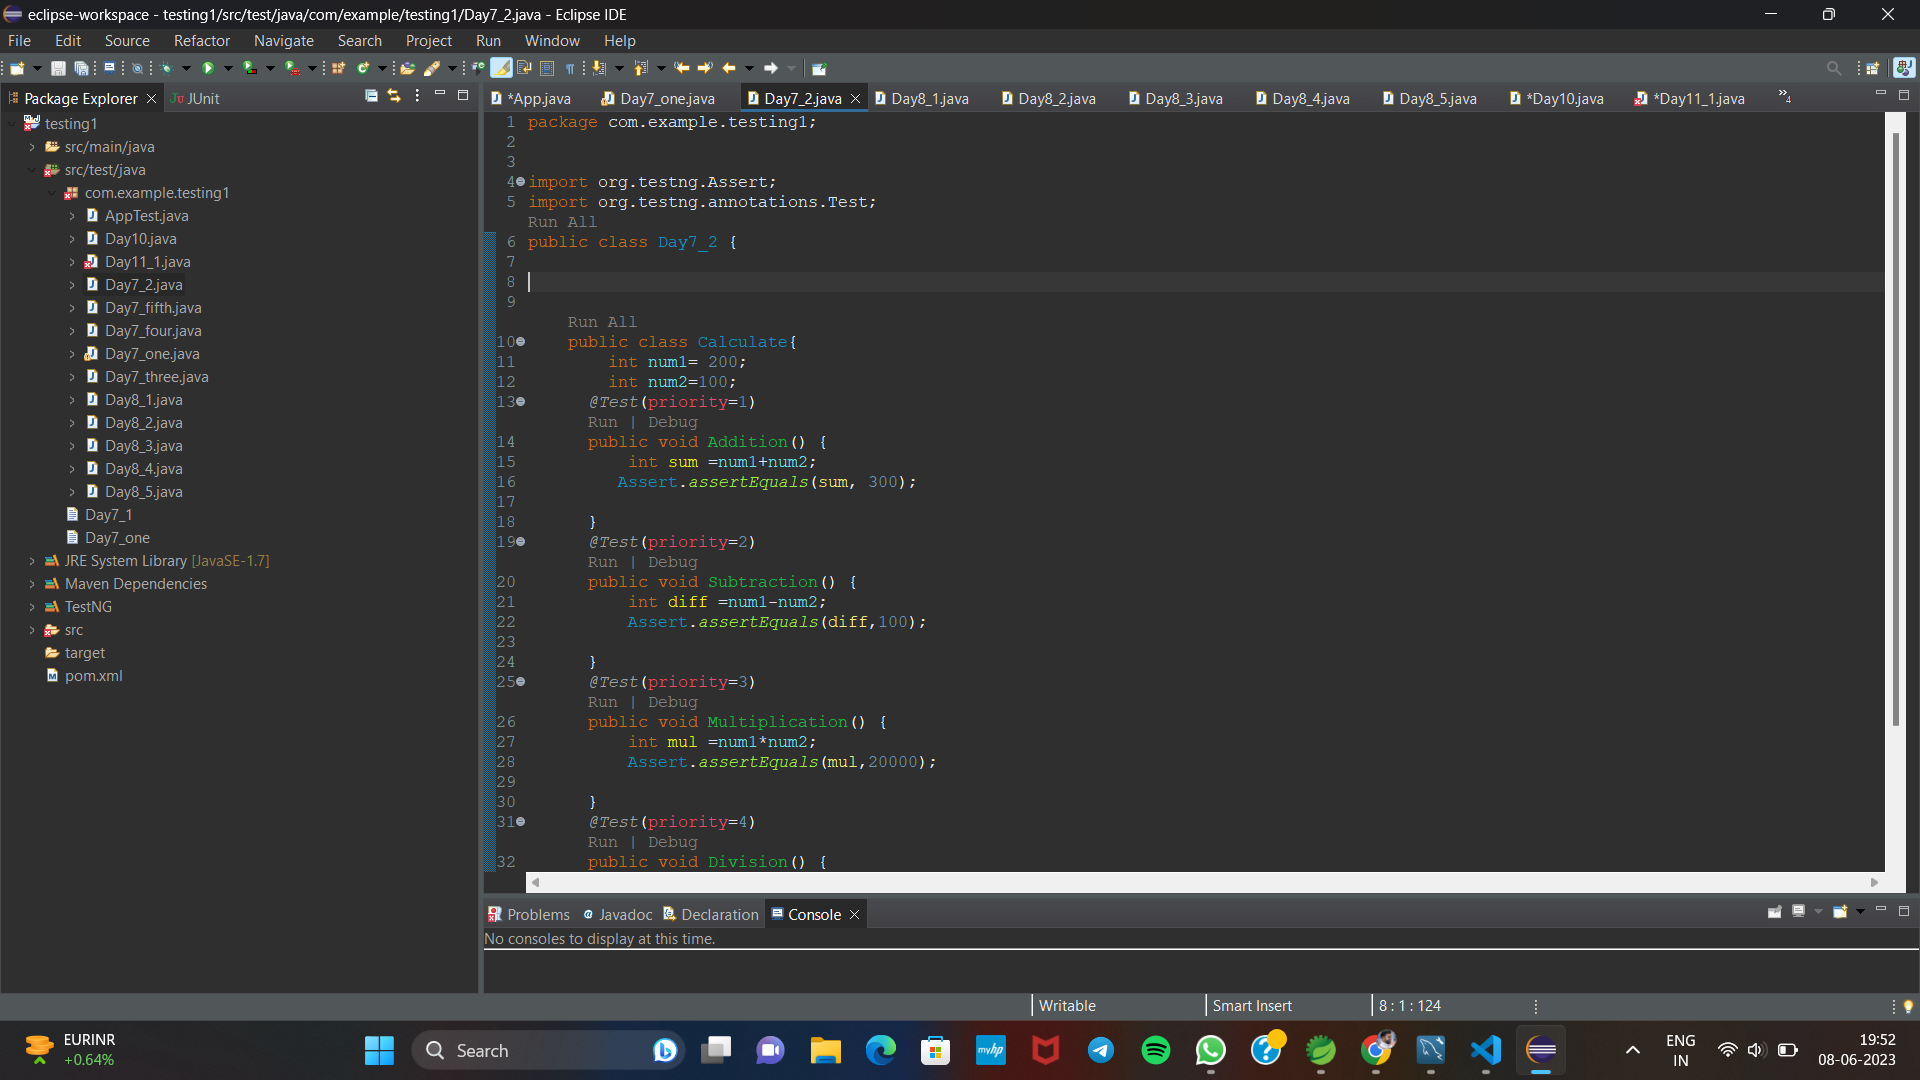 eclipse-workspace - testing1/src/test/java/com/example/testing1/Day7_2.java - Eclipse IDE
File Edit Source Refactor Navigate Search Project Run Window Help
Package Explorer JUnit
*App.java Day7_one.java Day7_2.java Day8_1.java Day8_2.java Day8_3.java Day8_4.java Day8_5.java *Day10.java *Day11_1.java »4
testing1
src/main/java
src/test/java
com.example.testing1
AppTest.java
Day10.java
Day11_1.java
Day7_2.java
Day7_fifth.java
Day7_four.java
Day7_one.java
Day7_three.java
Day8_1.java
Day8_2.java
Day8_3.java
Day8_4.java
Day8_5.java
Day7_1
Day7_one
JRE System Library [JavaSE-1.7]
Maven Dependencies
TestNG
src
target
pom.xml
1 package com.example.testing1;
2
3
4 import org.testng.Assert;
5 import org.testng.annotations.Test;
Run All
6 public class Day7_2 {
7
8
9
Run All
10 public class Calculate{
11 int num1= 200;
12 int num2=100;
13 @Test(priority=1)
Run | Debug
14 public void Addition() {
15 int sum =num1+num2;
16 Assert.assertEquals(sum, 300);
17
18 }
19 @Test(priority=2)
Run | Debug
20 public void Subtraction() {
21 int diff =num1-num2;
22 Assert.assertEquals(diff,100);
23
24 }
25 @Test(priority=3)
Run | Debug
26 public void Multiplication() {
27 int mul =num1*num2;
28 Assert.assertEquals(mul,20000);
29
30 }
31 @Test(priority=4)
Run | Debug
32 public void Division() {
Problems Javadoc Declaration Console
No consoles to display at this time.
Writable Smart Insert 8 : 1 : 124
EURINR
+0.64%
Search
myhp
ENG
IN
19:52
08-06-2023